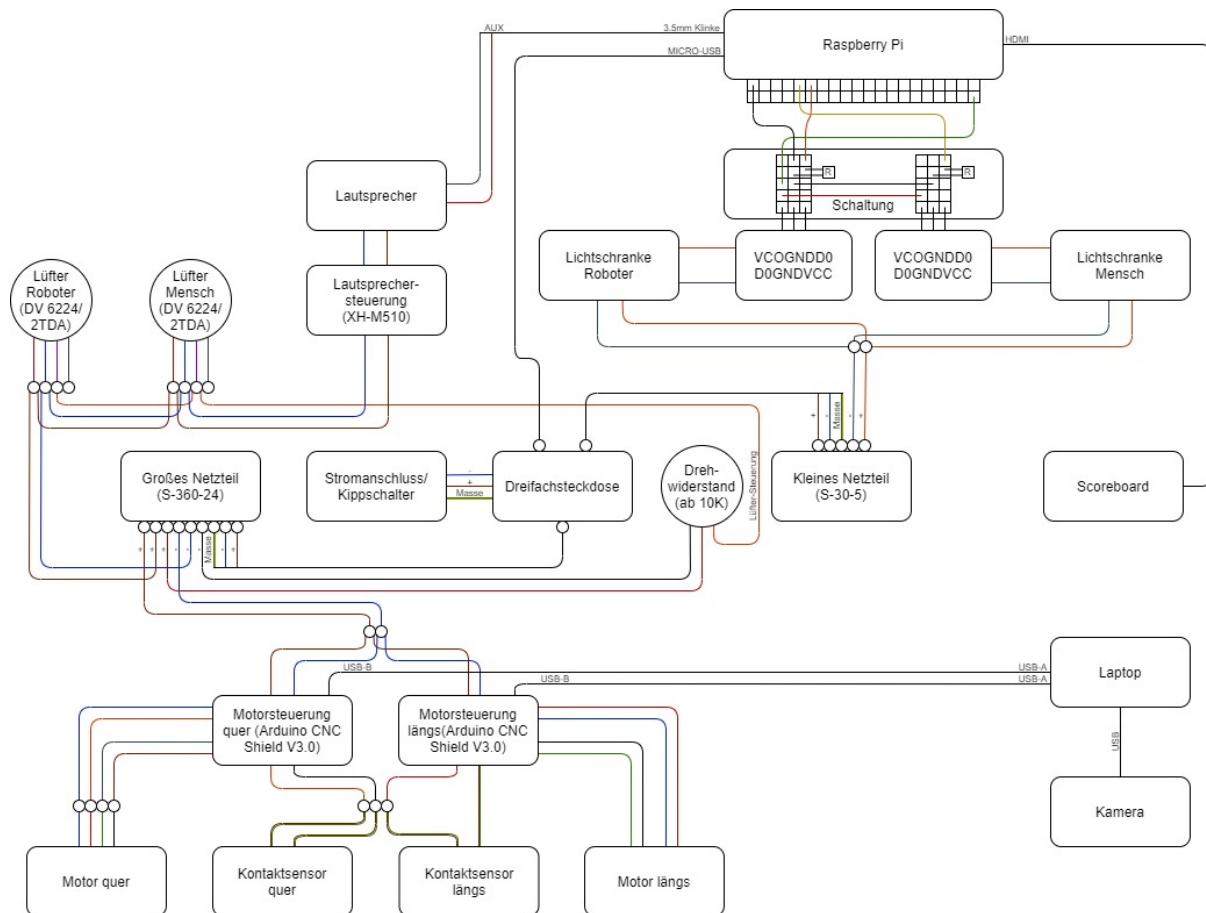 AUX
3.5mm Klinke
MICRO-USB
Raspberry Pi
HDMI
R
R
Schaltung
Lautsprecher
Lichtschranke
Roboter
VCOGNDD0
D0GNDVCC
VCOGNDD0
D0GNDVCC
Lichtschranke
Mensch
Lüfter
Roboter
(DV 6224/
2TDA)
Lüfter
Mensch
(DV 6224/
2TDA)
Lautsprecher-
steuerung
(XH-M510)
+
-
Masse
-
+
Großes Netzteil
(S-360-24)
Stromanschluss/
Kippschalter
-
+
Masse
Dreifachsteckdose
Dreh-
widerstand
(ab 10K)
Lüfter-Steuerung
Kleines Netzteil
(S-30-5)
Scoreboard
+
+
+
-
-
-
Masse
-
+
USB-B
USB-A
USB-B
USB-A
Laptop
Motorsteuerung
quer (Arduino CNC
Shield V3.0)
Motorsteuerung
längs(Arduino CNC
Shield V3.0)
USB
Kamera
Motor quer
Kontaktsensor
quer
Kontaktsensor
längs
Motor längs